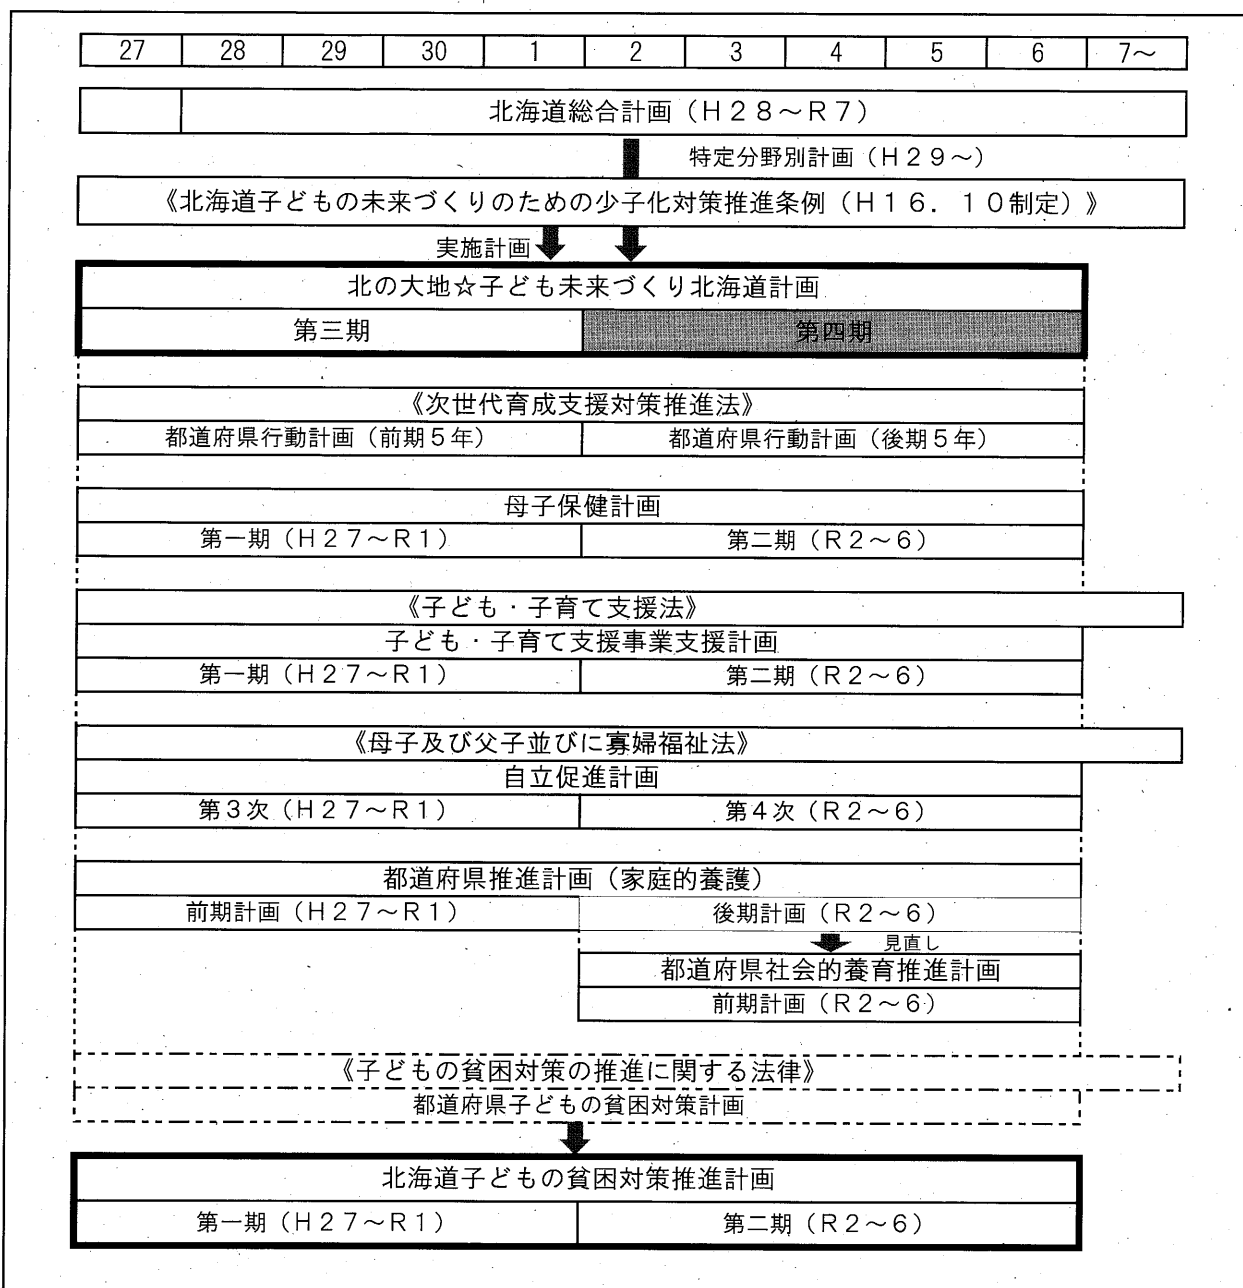 27 28 29 30 1 2 3 4 5 6 7～
北海道総合計画（Ｈ２８～Ｒ７）
特定分野別計画（Ｈ２９～）
《北海道子どもの未来づくりのための少子化対策推進条例（Ｈ１６．１０制定）》
実施計画
北の大地☆子ども未来づくり北海道計画
第三期 第四期
《次世代育成支援対策推進法》
都道府県行動計画（前期５年） 都道府県行動計画（後期５年）
母子保健計画
第一期（Ｈ２７～Ｒ１） 第二期（Ｒ２～６）
《子ども・子育て支援法》
子ども・子育て支援事業支援計画
第一期（Ｈ２７～Ｒ１） 第二期（Ｒ２～６）
《母子及び父子並びに寡婦福祉法》
自立促進計画
第３次（Ｈ２７～Ｒ１） 第４次（Ｒ２～６）
都道府県推進計画（家庭的養護）
前期計画（Ｈ２７～Ｒ１） 後期計画（Ｒ２～６）
見直し
都道府県社会的養育推進計画
前期計画（Ｒ２～６）
《子どもの貧困対策の推進に関する法律》
都道府県子どもの貧困対策計画
北海道子どもの貧困対策推進計画
第一期（Ｈ２７～Ｒ１） 第二期（Ｒ２～６）